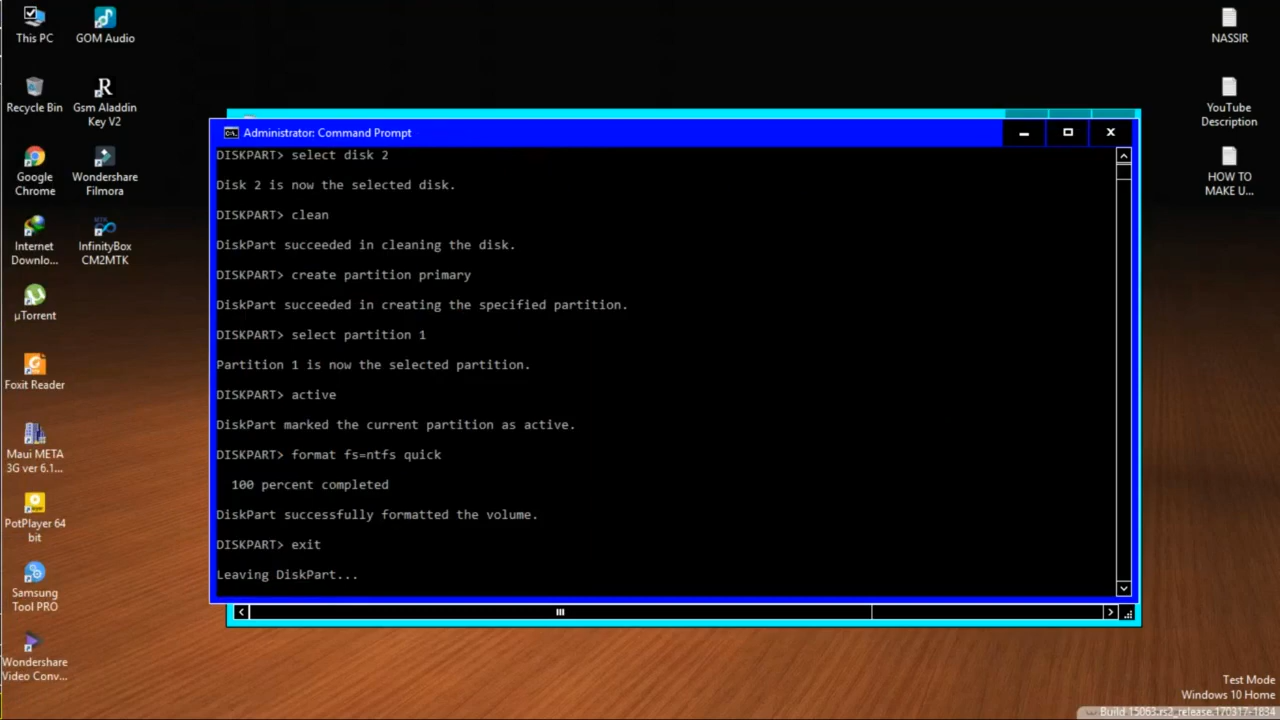 This PC
GOM Audio
Recycle Bin
Gsm Aladdin
Key V2
Google
Chrome
Wondershare
Filmora
Internet
Downlo...
InfinityBox
CM2MTK
µTorrent
Foxit Reader
Maui META
3G ver 6.1...
PotPlayer 64
bit
Samsung
Tool PRO
Wondershare
Video Conv...
Administrator: Command Prompt
DISKPART> select disk 2
Disk 2 is now the selected disk.
DISKPART> clean
DiskPart succeeded in cleaning the disk.
DISKPART> create partition primary
DiskPart succeeded in creating the specified partition.
DISKPART> select partition 1
Partition 1 is now the selected partition.
DISKPART> active
DiskPart marked the current partition as active.
DISKPART> format fs=ntfs quick
100 percent completed
DiskPart successfully formatted the volume.
DISKPART> exit
Leaving DiskPart...
NASSIR
YouTube
Description
HOW TO
MAKE U...
Test Mode
Windows 10 Home
Build 15063.rs2_release.170317-1834